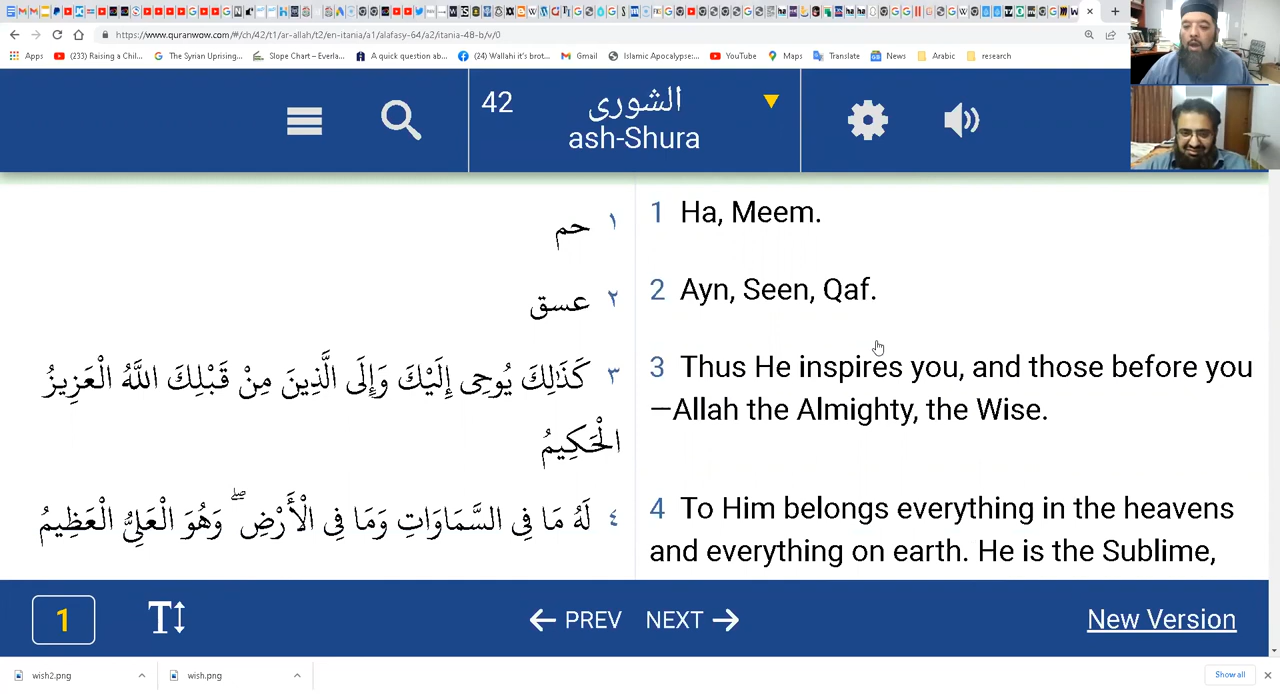 https://www.quranwow.com/#/ch/42/t1/ar-allah/t2/en-itania/a1/alafasy-64/a2/itania-48-b/v/0
Apps
(233) Raising a Chil...
The Syrian Uprising...
Slope Chart – Everla...
A quick question ab...
(24) Wallahi it's brot...
Gmail
Islamic Apocalypse:...
YouTube
Maps
Translate
News
Arabic
research
42
الشورى
ash-Shura
١ حم
1 Ha, Meem.
٢ عسق
2 Ayn, Seen, Qaf.
٣ كَذَٰلِكَ يُوحِى إِلَيْكَ وَإِلَى الَّذِينَ مِنْ قَبْلِكَ اللَّهُ الْعَزِيزُ
الْحَكِيمُ
3 Thus He inspires you, and those before you
—Allah the Almighty, the Wise.
٤ لَهُ مَا فِى السَّمَاوَاتِ وَمَا فِى الْأَرْضِ ۖ وَهُوَ الْعَلِىُّ الْعَظِيمُ
4 To Him belongs everything in the heavens
and everything on earth. He is the Sublime,
1
T
PREV
NEXT
New Version
wish2.png
wish.png
Show all